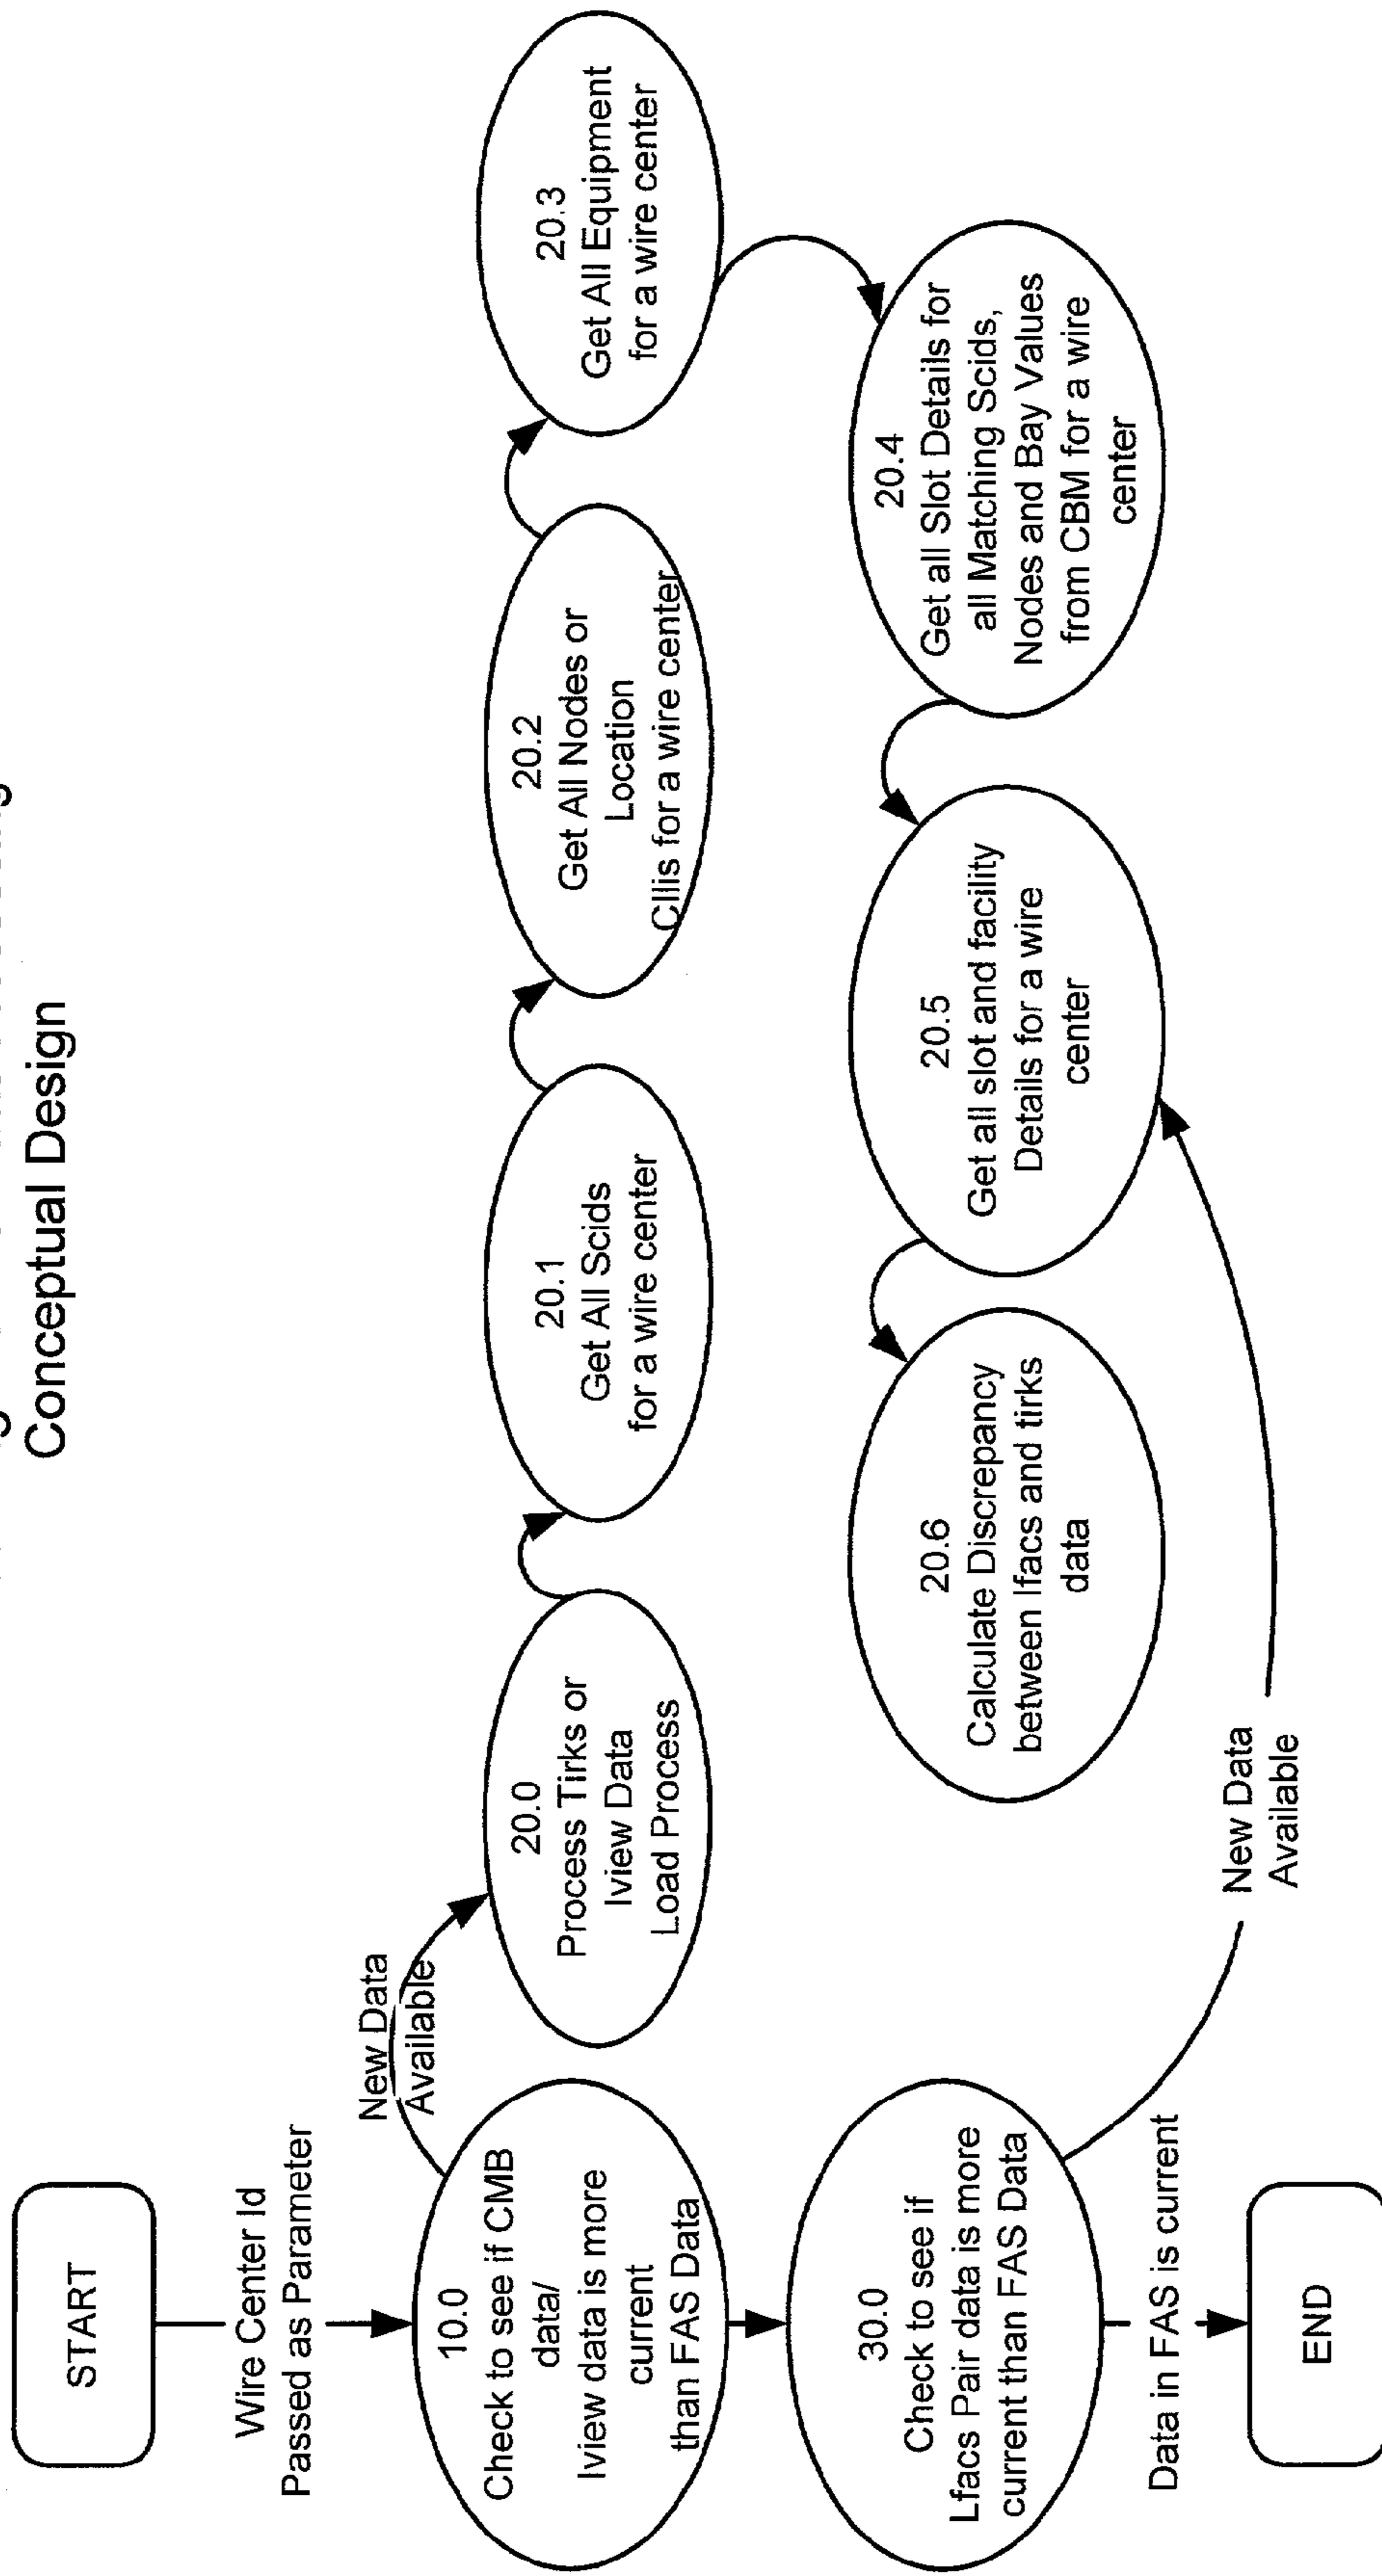 Conceptual Design
START
Wire Center Id
Passed as Parameter
10.0
Check to see if CMB
data/
Iview data is more
current
than FAS Data
New Data
Available
20.0
Process Tirks or
Iview Data
Load Process
20.1
Get All Scids
for a wire center
20.2
Get All Nodes or
Location
Cllis for a wire center
20.3
Get All Equipment
for a wire center
20.4
Get all Slot Details for
all Matching Scids,
Nodes and Bay Values
from CBM for a wire
center
20.5
Get all slot and facility
Details for a wire
center
20.6
Calculate Discrepancy
between lfacs and tirks
data
30.0
Check to see if
Lfacs Pair data is more
current than FAS Data
New Data
Available
Data in FAS is current
END